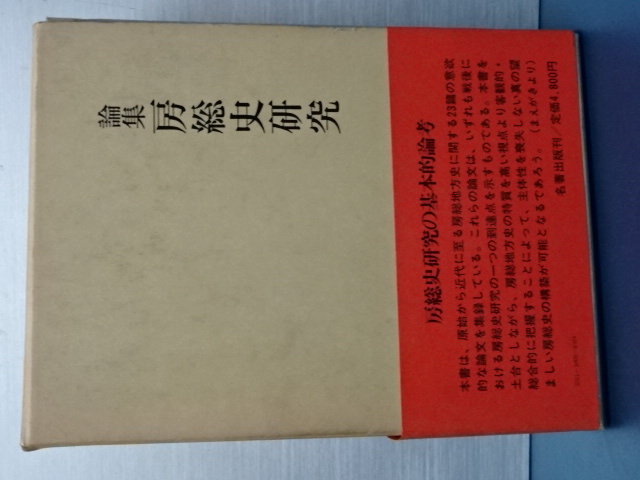 論集
房総史研究
房総史研究の基本的論考
本書は、原始から近代に至る房総地方史に関する23篇の意欲
的な論文を集録している。これらの論文は、いずれも戦後に
おける房総史研究の一つの到達点を示すものである。本書を
土台としながら、房総地方史の特質を高い視点より客観的・
総合的に把握することによって、主体性を喪失しない真の望
ましい房総史の構築が可能となるであろう。（まえがきより）
名著出版刊／定価4,800円